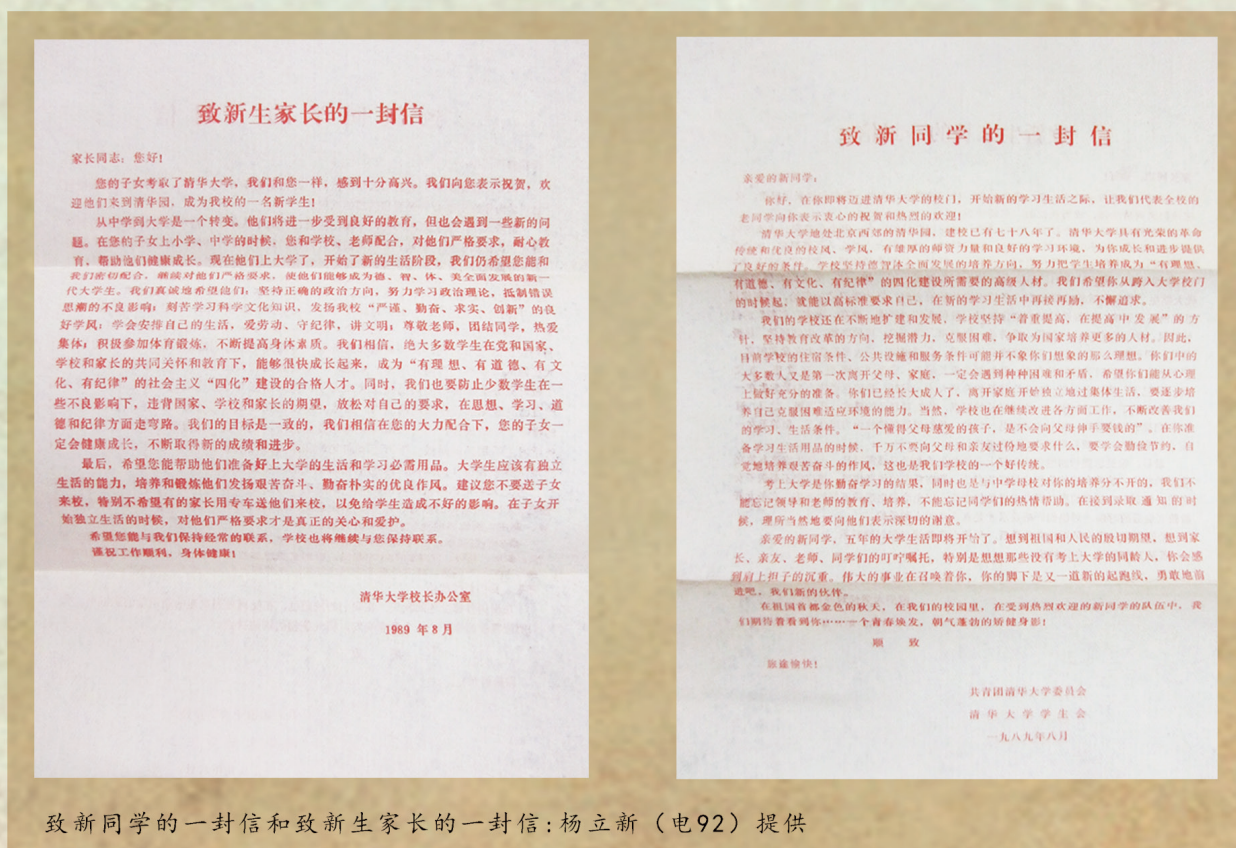 致新生家长的一封信
家长同志：您好！
您的子女考取了清华大学，我们和您一样，感到十分高兴。我们向您表示祝贺，欢
迎他们来到清华园，成为我校的一名新学生！
从中学到大学是一个转变。他们将进一步受到良好的教育，但也会遇到一些新的问
题。在您的子女上小学、中学的时候，您和学校、老师配合，对他们严格要求，耐心教
育，帮助他们健康成长。现在他们上大学了，开始了新的生活阶段，我们仍希望您能和
我们密切配合，继续对他们严格要求，使他们能够成为德、智、体、美全面发展的新一
代大学生。我们真诚地希望他们：坚持正确的政治方向，努力学习政治理论，抵制错误
思潮的不良影响；刻苦学习科学文化知识，发扬我校“严谨、勤奋、求实、创新”的良
好学风；学会安排自己的生活，爱劳动、守纪律，讲文明；尊敬老师，团结同学，热爱
集体；积极参加体育锻炼，不断提高身体素质。我们相信，绝大多数学生在党和国家、
学校和家长的共同关怀和教育下，能够很快成长起来，成为“有理想、有道德、有文
化、有纪律”的社会主义“四化”建设的合格人才。同时，我们也要防止少数学生在一
些不良影响下，违背国家、学校和家长的期望，放松对自己的要求，在思想、学习、道
德和纪律方面走弯路。我们的目标是一致的，我们相信在您的大力配合下，您的子女一
定会健康成长，不断取得新的成绩和进步。
最后，希望您能帮助他们准备好上大学的生活和学习必需用品。大学生应该有独立
生活的能力，培养和锻炼他们发扬艰苦奋斗、勤奋朴实的优良作风。建议您不要送子女
来校，特别不希望有的家长用专车送他们来校，以免给学生造成不好的影响。在子女开
始独立生活的时候，对他们严格要求才是真正的关心和爱护。
希望您能与我们保持经常的联系，学校也将继续与您保持联系。
谨祝工作顺利、身体健康！
清华大学校长办公室
1989 年 8 月
致新同学的一封信
亲爱的新同学：
你好，在你即将迈进清华大学的校门，开始新的学习生活之际，让我们代表全校的
老同学向你表示衷心的祝贺和热烈的欢迎！
清华大学地处北京西郊的清华园，建校已有七十八年了。清华大学具有光荣的革命
传统和优良的校风、学风，有雄厚的师资力量和良好的学习环境，为你成长和进步提供
了良好的条件。学校坚持德智体全面发展的培养方向，努力把学生培养成为“有理想、
有道德、有文化、有纪律”的四化建设所需要的高级人材。我们希望你从跨入大学校门
的时候起，就能以高标准要求自己，在新的学习生活中再接再励，不懈追求。
我们的学校还在不断地扩建和发展，学校坚持“着重提高，在提高中发展”的方
针，坚持教育改革的方向，挖掘潜力，克服困难，争取为国家培养更多的人材。因此，
目前学校的住宿条件、公共设施和服务条件可能并不象你们想象的那么理想。你们中的
大多数人又是第一次离开父母、家庭，一定会遇到种种困难和矛盾，希望你们能从心理
上做好充分的准备。你们已经长大成人了，离开家庭开始独立地过集体生活，要逐步培
养自己克服困难适应环境的能力。当然，学校也在继续改进各方面工作，不断改善我们
的学习、生活条件。“一个懂得父母慈爱的孩子，是不会向父母伸手要钱的”。在你准
备学习生活用品的时候，千万不要向父母和亲友过份地要求什么，要学会勤俭节约，自
觉地培养艰苦奋斗的作风，这也是我们学校的一个好传统。
考上大学是你勤奋学习的结果，同时也是与中学母校对你的培养分不开的，我们不
能忘记领导和老师的教育、培养，不能忘记同学们的热情帮助。在接到录取通知的时
候，理所当然地要向他们表示深切的谢意。
亲爱的新同学，五年的大学生活即将开始了。想到祖国和人民的殷切期望，想到家
长、亲友、老师、同学们的叮咛嘱托，特别是想想那些没有考上大学的同龄人，你会感
到肩上担子的沉重。伟大的事业在召唤着你，你的脚下是又一道新的起跑线，勇敢地前
进吧，我们新的伙伴。
在祖国首都金色的秋天，在我们的校园里，在受到热烈欢迎的新同学的队伍中，我
们期待着看到你……一个青春焕发，朝气蓬勃的矫健身影！
顺 致
旅途愉快！
共青团清华大学委员会
清华大学学生会
一九八九年八月
致新同学的一封信和致新生家长的一封信：杨立新（电92）提供